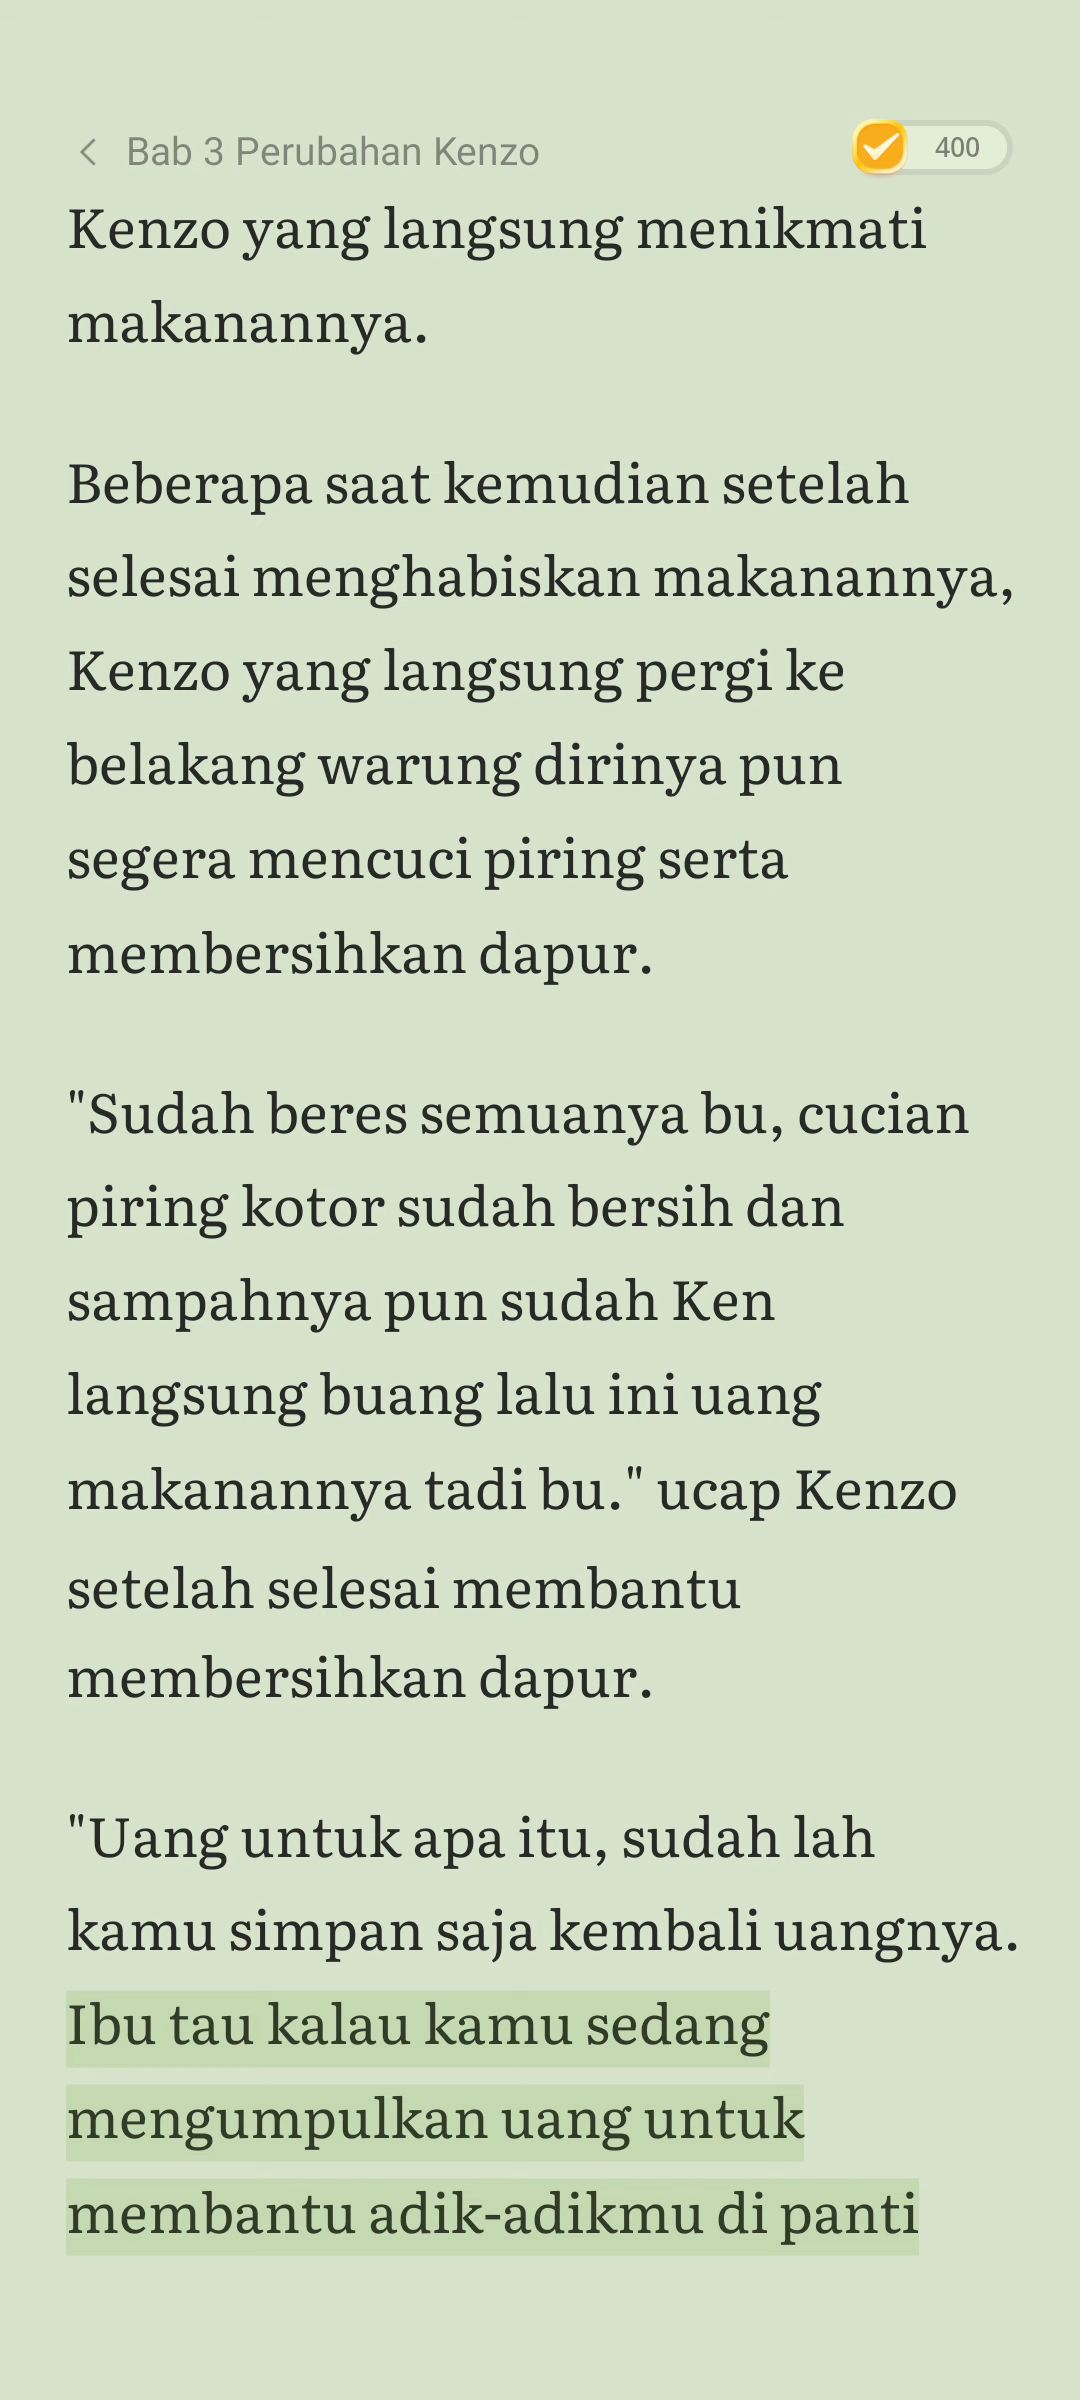 Bab 3 Perubahan Kenzo
400
Kenzo yang langsung menikmati
makanannya.
Beberapa saat kemudian setelah
selesai menghabiskan makanannya,
Kenzo yang langsung pergi ke
belakang warung dirinya pun
segera mencuci piring serta
membersihkan dapur.
"Sudah beres semuanya bu, cucian
piring kotor sudah bersih dan
sampahnya pun sudah Ken
langsung buang lalu ini uang
makanannya tadi bu." ucap Kenzo
setelah selesai membantu
membersihkan dapur.
"Uang untuk apa itu, sudah lah
kamu simpan saja kembali uangnya.
Ibu tau kalau kamu sedang
mengumpulkan uang untuk
membantu adik-adikmu di panti